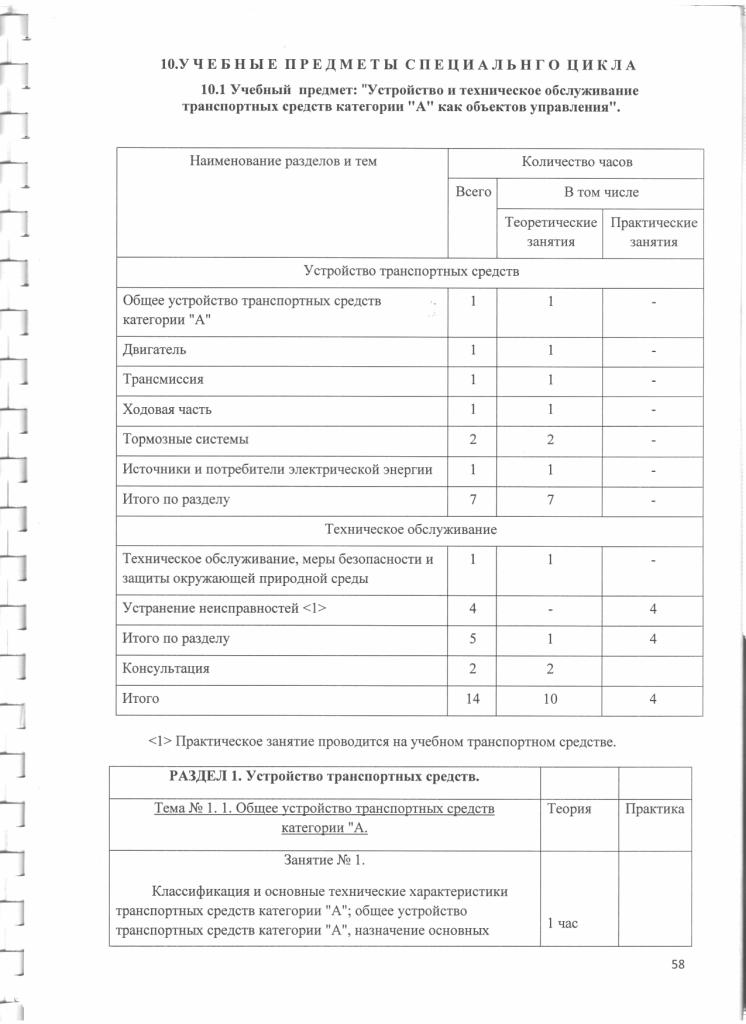 10.У Ч Е Б Н Ы Е П Р Е Д М Е Т Ы С П Е Ц И А Л Ь Н Г О Ц И К Л А
10.1 Учебный предмет: "Устройство и техническое обслуживание
транспортных средств категории "А" как объектов управления".
Наименование разделов и тем
Количество часов
Всего
В том числе
Теоретические
занятия
Практические
занятия
Устройство транспортных средств
Общее устройство транспортных средств
категории "А" 1 1 -
Двигатель 1 1 -
Трансмиссия 1 1 -
Ходовая часть 1 1 -
Тормозные системы 2 2 -
Источники и потребители электрической энергии 1 1 -
Итого по разделу 7 7 -
Техническое обслуживание
Техническое обслуживание, меры безопасности и
защиты окружающей природной среды 1 1 -
Устранение неисправностей <1> 4 - 4
Итого по разделу 5 1 4
Консультация 2 2
Итого 14 10 4
<1> Практическое занятие проводится на учебном транспортном средстве.
РАЗДЕЛ 1. Устройство транспортных средств.
Тема № 1. 1. Общее устройство транспортных средств
категории "А.
Теория
Практика
Занятие № 1.
Классификация и основные технические характеристики
транспортных средств категории "А"; общее устройство
транспортных средств категории "А", назначение основных
1 час
58